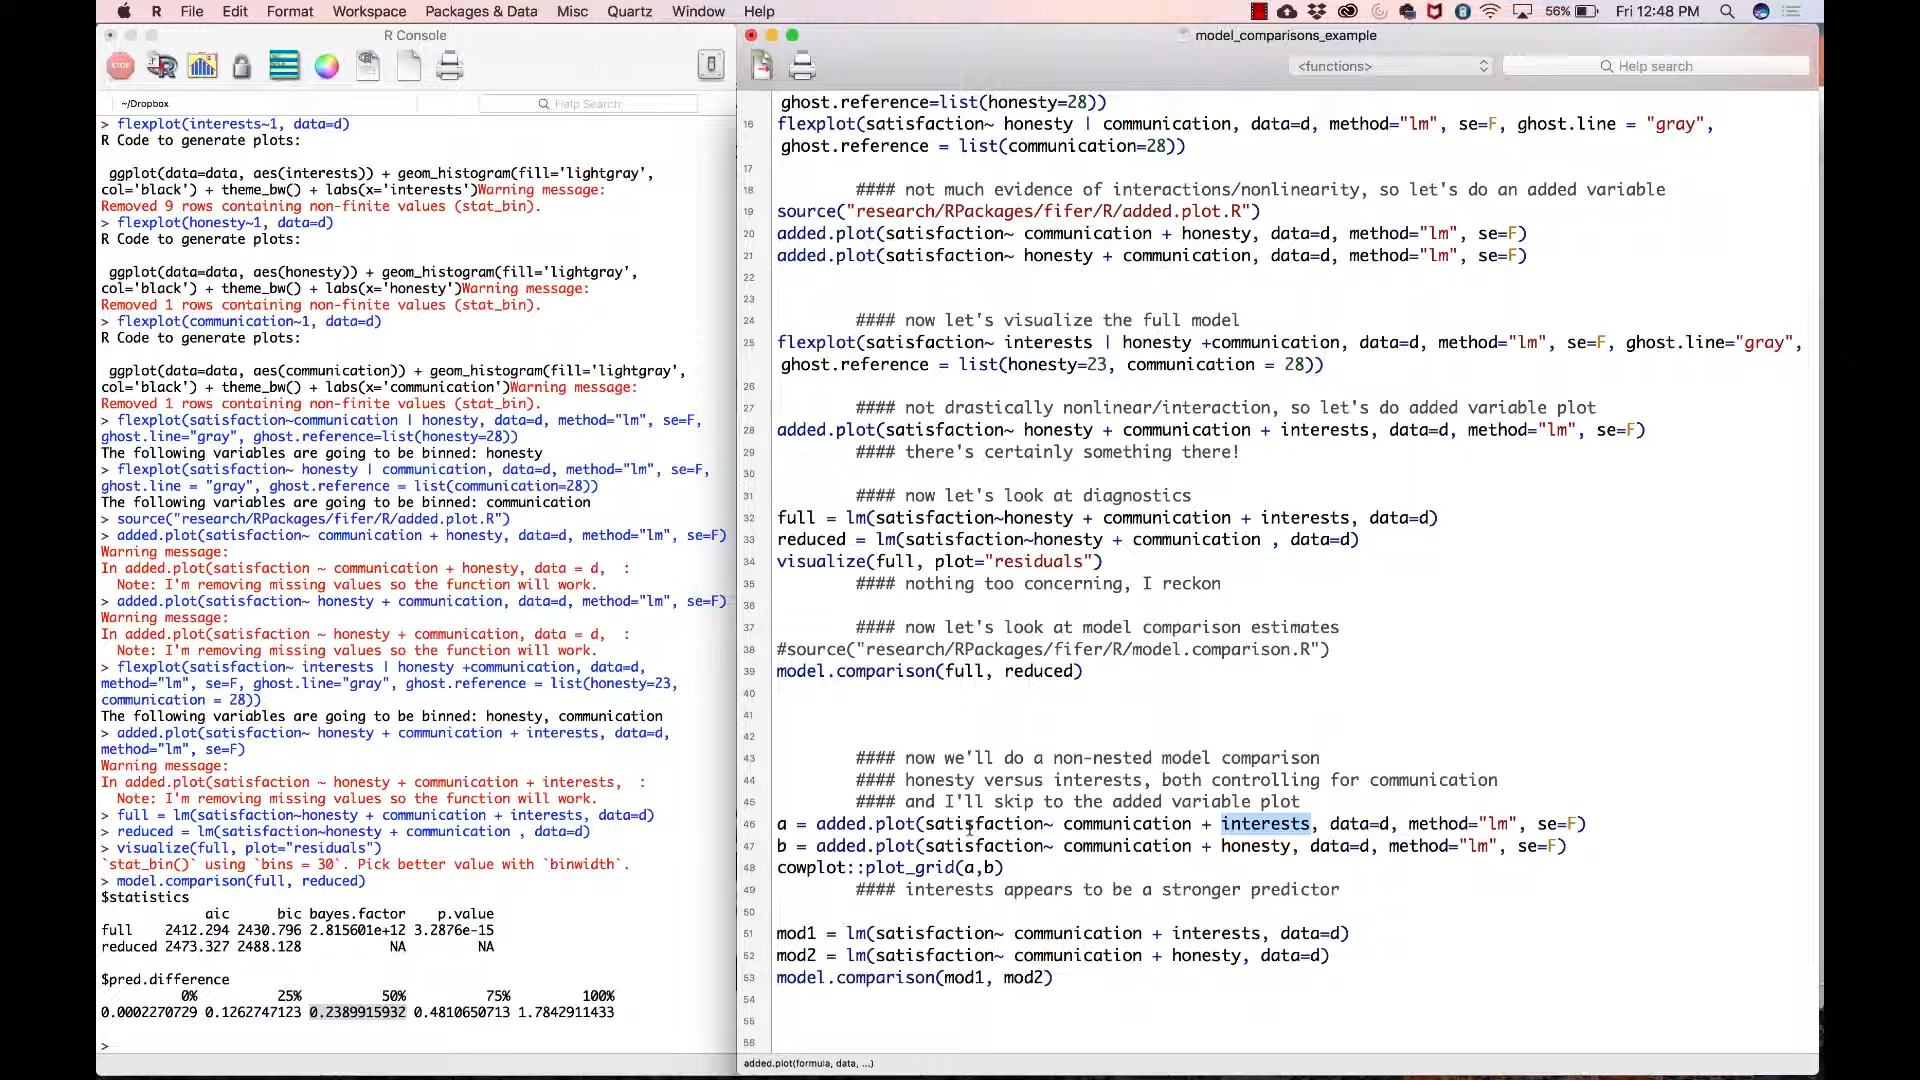 R File Edit Format Workspace Packages & Data Misc Quartz Window Help 56% Fri 12:48 PM
R Console
STOP
~/Dropbox Help Search
> flexplot(interests~1, data=d)
R Code to generate plots:
ggplot(data=data, aes(interests)) + geom_histogram(fill='lightgray',
col='black') + theme_bw() + labs(x='interests')Warning message:
Removed 9 rows containing non-finite values (stat_bin).
> flexplot(honesty~1, data=d)
R Code to generate plots:
ggplot(data=data, aes(honesty)) + geom_histogram(fill='lightgray',
col='black') + theme_bw() + labs(x='honesty')Warning message:
Removed 1 rows containing non-finite values (stat_bin).
> flexplot(communication~1, data=d)
R Code to generate plots:
ggplot(data=data, aes(communication)) + geom_histogram(fill='lightgray',
col='black') + theme_bw() + labs(x='communication')Warning message:
Removed 1 rows containing non-finite values (stat_bin).
> flexplot(satisfaction~communication | honesty, data=d, method="lm", se=F,
ghost.line="gray", ghost.reference=list(honesty=28))
The following variables are going to be binned: honesty
> flexplot(satisfaction~ honesty | communication, data=d, method="lm", se=F,
ghost.line = "gray", ghost.reference = list(communication=28))
The following variables are going to be binned: communication
> source("research/RPackages/fifer/R/added.plot.R")
> added.plot(satisfaction~ communication + honesty, data=d, method="lm", se=F)
Warning message:
In added.plot(satisfaction ~ communication + honesty, data = d, :
Note: I'm removing missing values so the function will work.
> added.plot(satisfaction~ honesty + communication, data=d, method="lm", se=F)
Warning message:
In added.plot(satisfaction ~ honesty + communication, data = d, :
Note: I'm removing missing values so the function will work.
> flexplot(satisfaction~ interests | honesty +communication, data=d,
method="lm", se=F, ghost.line="gray", ghost.reference = list(honesty=23,
communication = 28))
The following variables are going to be binned: honesty, communication
> added.plot(satisfaction~ honesty + communication + interests, data=d,
method="lm", se=F)
Warning message:
In added.plot(satisfaction ~ honesty + communication + interests, :
Note: I'm removing missing values so the function will work.
> full = lm(satisfaction~honesty + communication + interests, data=d)
> reduced = lm(satisfaction~honesty + communication , data=d)
> visualize(full, plot="residuals")
`stat_bin()` using `bins = 30`. Pick better value with `binwidth`.
> model.comparison(full, reduced)
$statistics
aic bic bayes.factor p.value
full 2412.294 2430.796 2.815601e+12 3.2876e-15
reduced 2473.327 2488.128 NA NA
$pred.difference
0% 25% 50% 75% 100%
0.0002270729 0.1262747123 0.2389915932 0.4810650713 1.7842911433
>
model_comparisons_example
<functions> Help search
ghost.reference=list(honesty=28))
16 flexplot(satisfaction~ honesty | communication, data=d, method="lm", se=F, ghost.line = "gray",
ghost.reference = list(communication=28))
17
18 #### not much evidence of interactions/nonlinearity, so let's do an added variable
19 source("research/RPackages/fifer/R/added.plot.R")
20 added.plot(satisfaction~ communication + honesty, data=d, method="lm", se=F)
21 added.plot(satisfaction~ honesty + communication, data=d, method="lm", se=F)
22
23
24 #### now let's visualize the full model
25 flexplot(satisfaction~ interests | honesty +communication, data=d, method="lm", se=F, ghost.line="gray",
ghost.reference = list(honesty=23, communication = 28))
26
27 #### not drastically nonlinear/interaction, so let's do added variable plot
28 added.plot(satisfaction~ honesty + communication + interests, data=d, method="lm", se=F)
29 #### there's certainly something there!
30
31 #### now let's look at diagnostics
32 full = lm(satisfaction~honesty + communication + interests, data=d)
33 reduced = lm(satisfaction~honesty + communication , data=d)
34 visualize(full, plot="residuals")
35 #### nothing too concerning, I reckon
36
37 #### now let's look at model comparison estimates
38 #source("research/RPackages/fifer/R/model.comparison.R")
39 model.comparison(full, reduced)
40
41
42
43 #### now we'll do a non-nested model comparison
44 #### honesty versus interests, both controlling for communication
45 #### and I'll skip to the added variable plot
46 a = added.plot(satisfaction~ communication + interests, data=d, method="lm", se=F)
47 b = added.plot(satisfaction~ communication + honesty, data=d, method="lm", se=F)
48 cowplot::plot_grid(a,b)
49 #### interests appears to be a stronger predictor
50
51 mod1 = lm(satisfaction~ communication + interests, data=d)
52 mod2 = lm(satisfaction~ communication + honesty, data=d)
53 model.comparison(mod1, mod2)
54
55
56
added.plot(formula, data, ...)